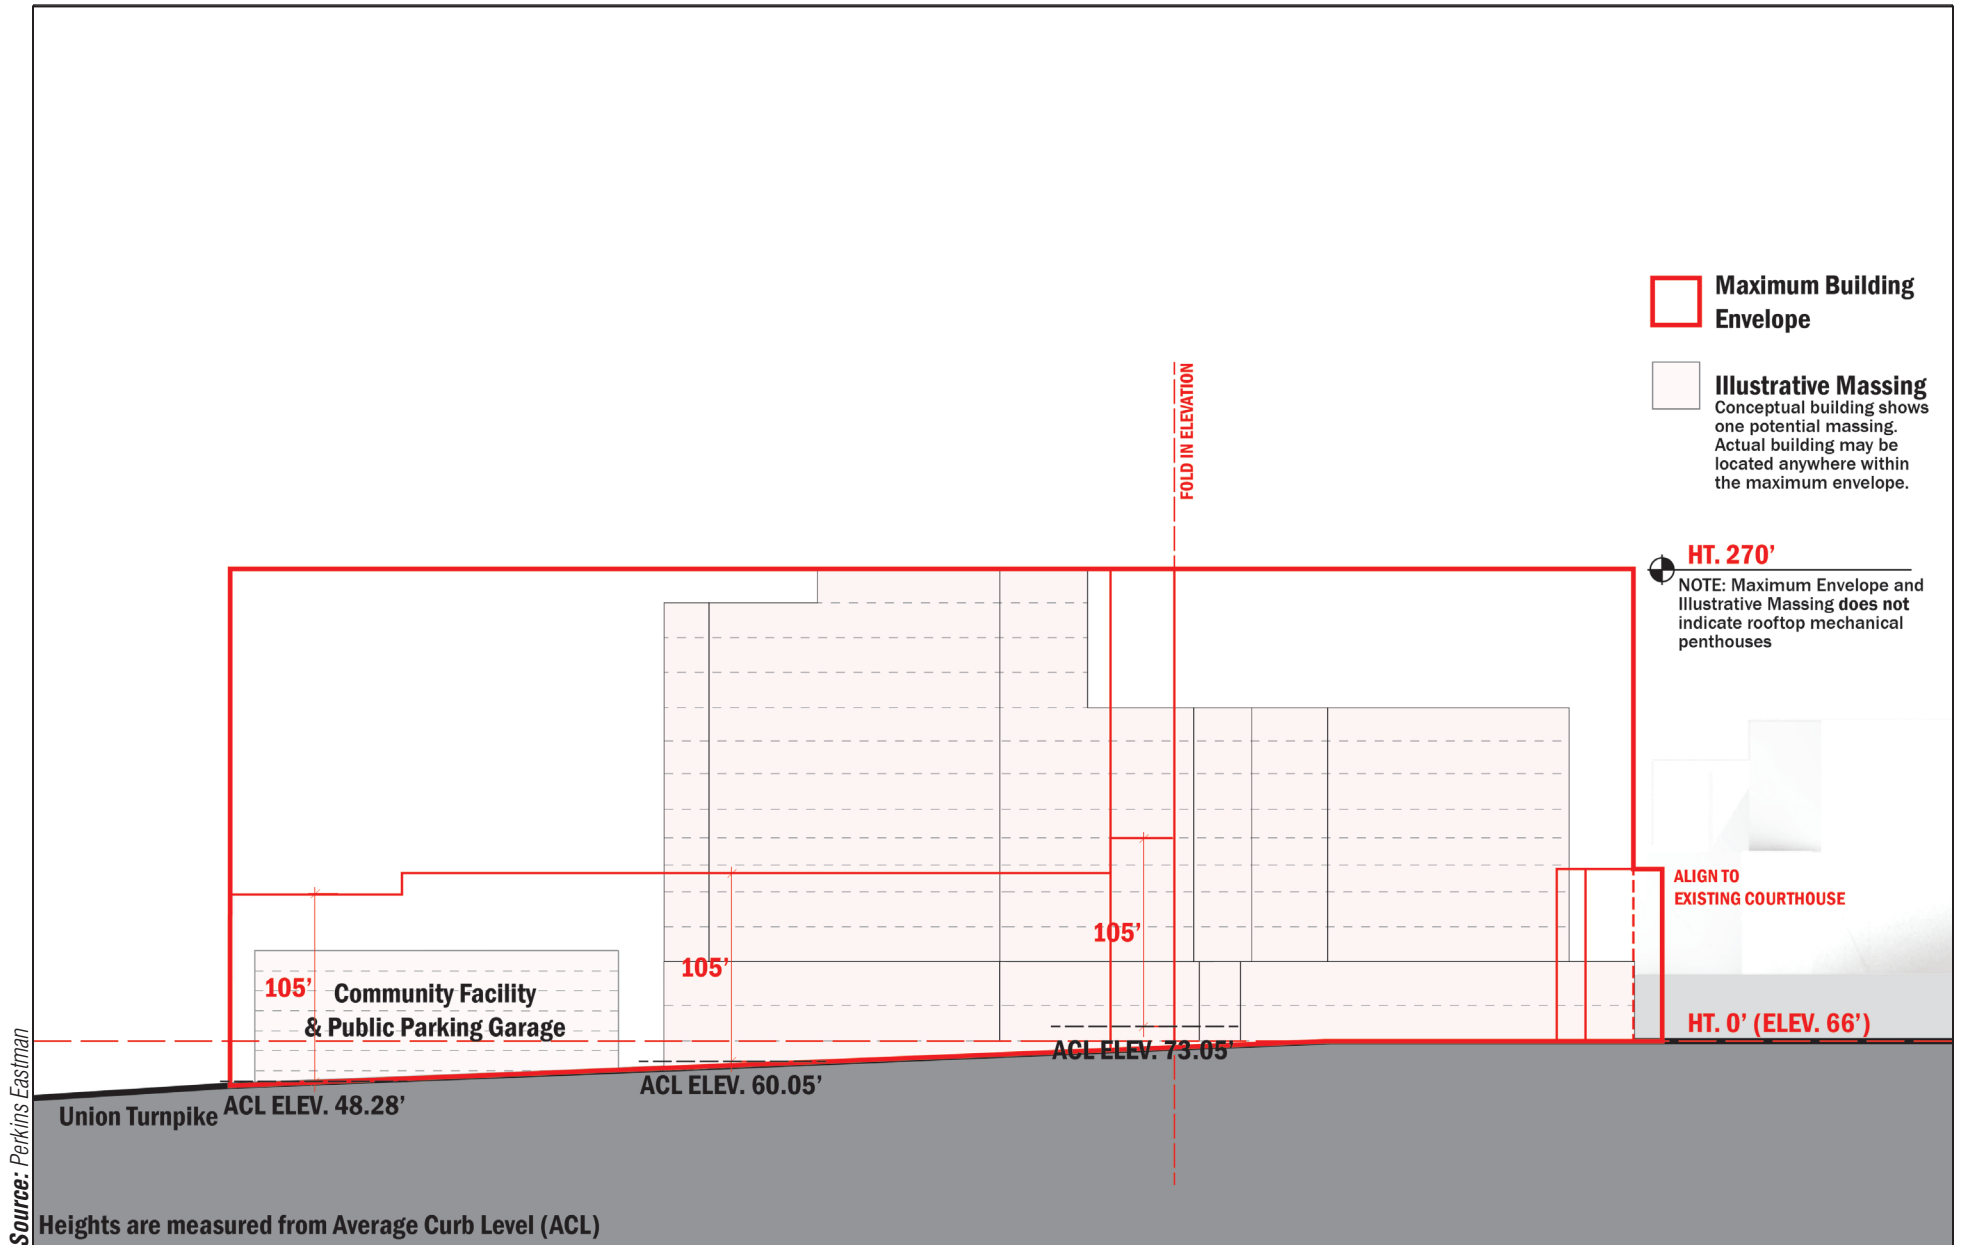 Maximum Building
Envelope
Illustrative Massing
Conceptual building shows
one potential massing.
Actual building may be
located anywhere within
the maximum envelope.
FOLD IN ELEVATION
HT. 270’
NOTE: Maximum Envelope and
Illustrative Massing does not
indicate rooftop mechanical
penthouses
ALIGN TO
EXISTING COURTHOUSE
105’
105’
105’
Community Facility
& Public Parking Garage
HT. 0’ (ELEV. 66’)
ACL ELEV. 73.05’
ACL ELEV. 60.05’
ACL ELEV. 48.28’
Union Turnpike
Heights are measured from Average Curb Level (ACL)
Source: Perkins Eastman